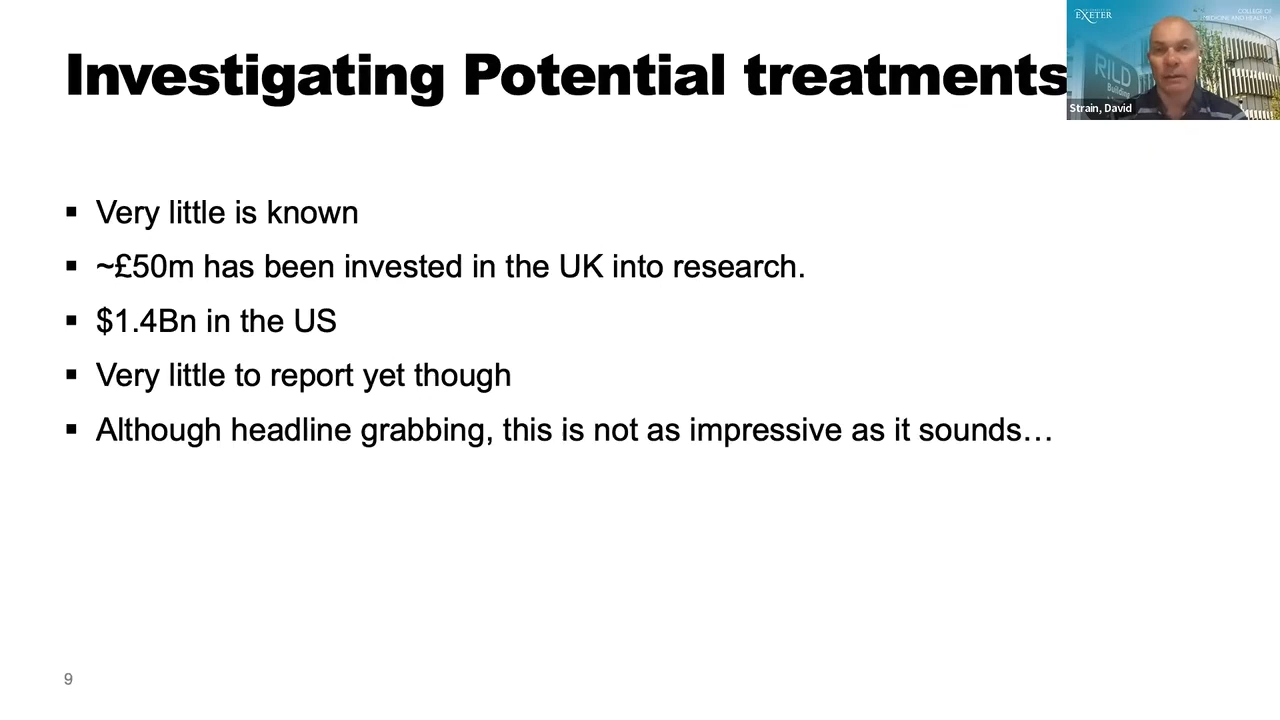 Investigating Potential treatments
UNIVERSITY OF
EXETER
COLLEGE OF
MEDICINE AND HEALTH
RILD
Building
Strain, David
▪ Very little is known
▪ ~£50m has been invested in the UK into research.
▪ $1.4Bn in the US
▪ Very little to report yet though
▪ Although headline grabbing, this is not as impressive as it sounds…
9